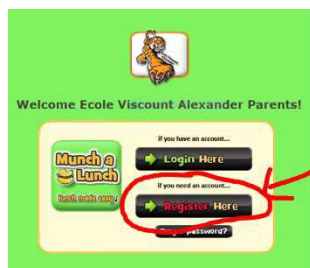 Welcome Ecole Viscount Alexander Parents!
if you have an account...
Munch a
Lunch
lunch made easy
Login Here
if you need an account...
Register Here
forgot password?